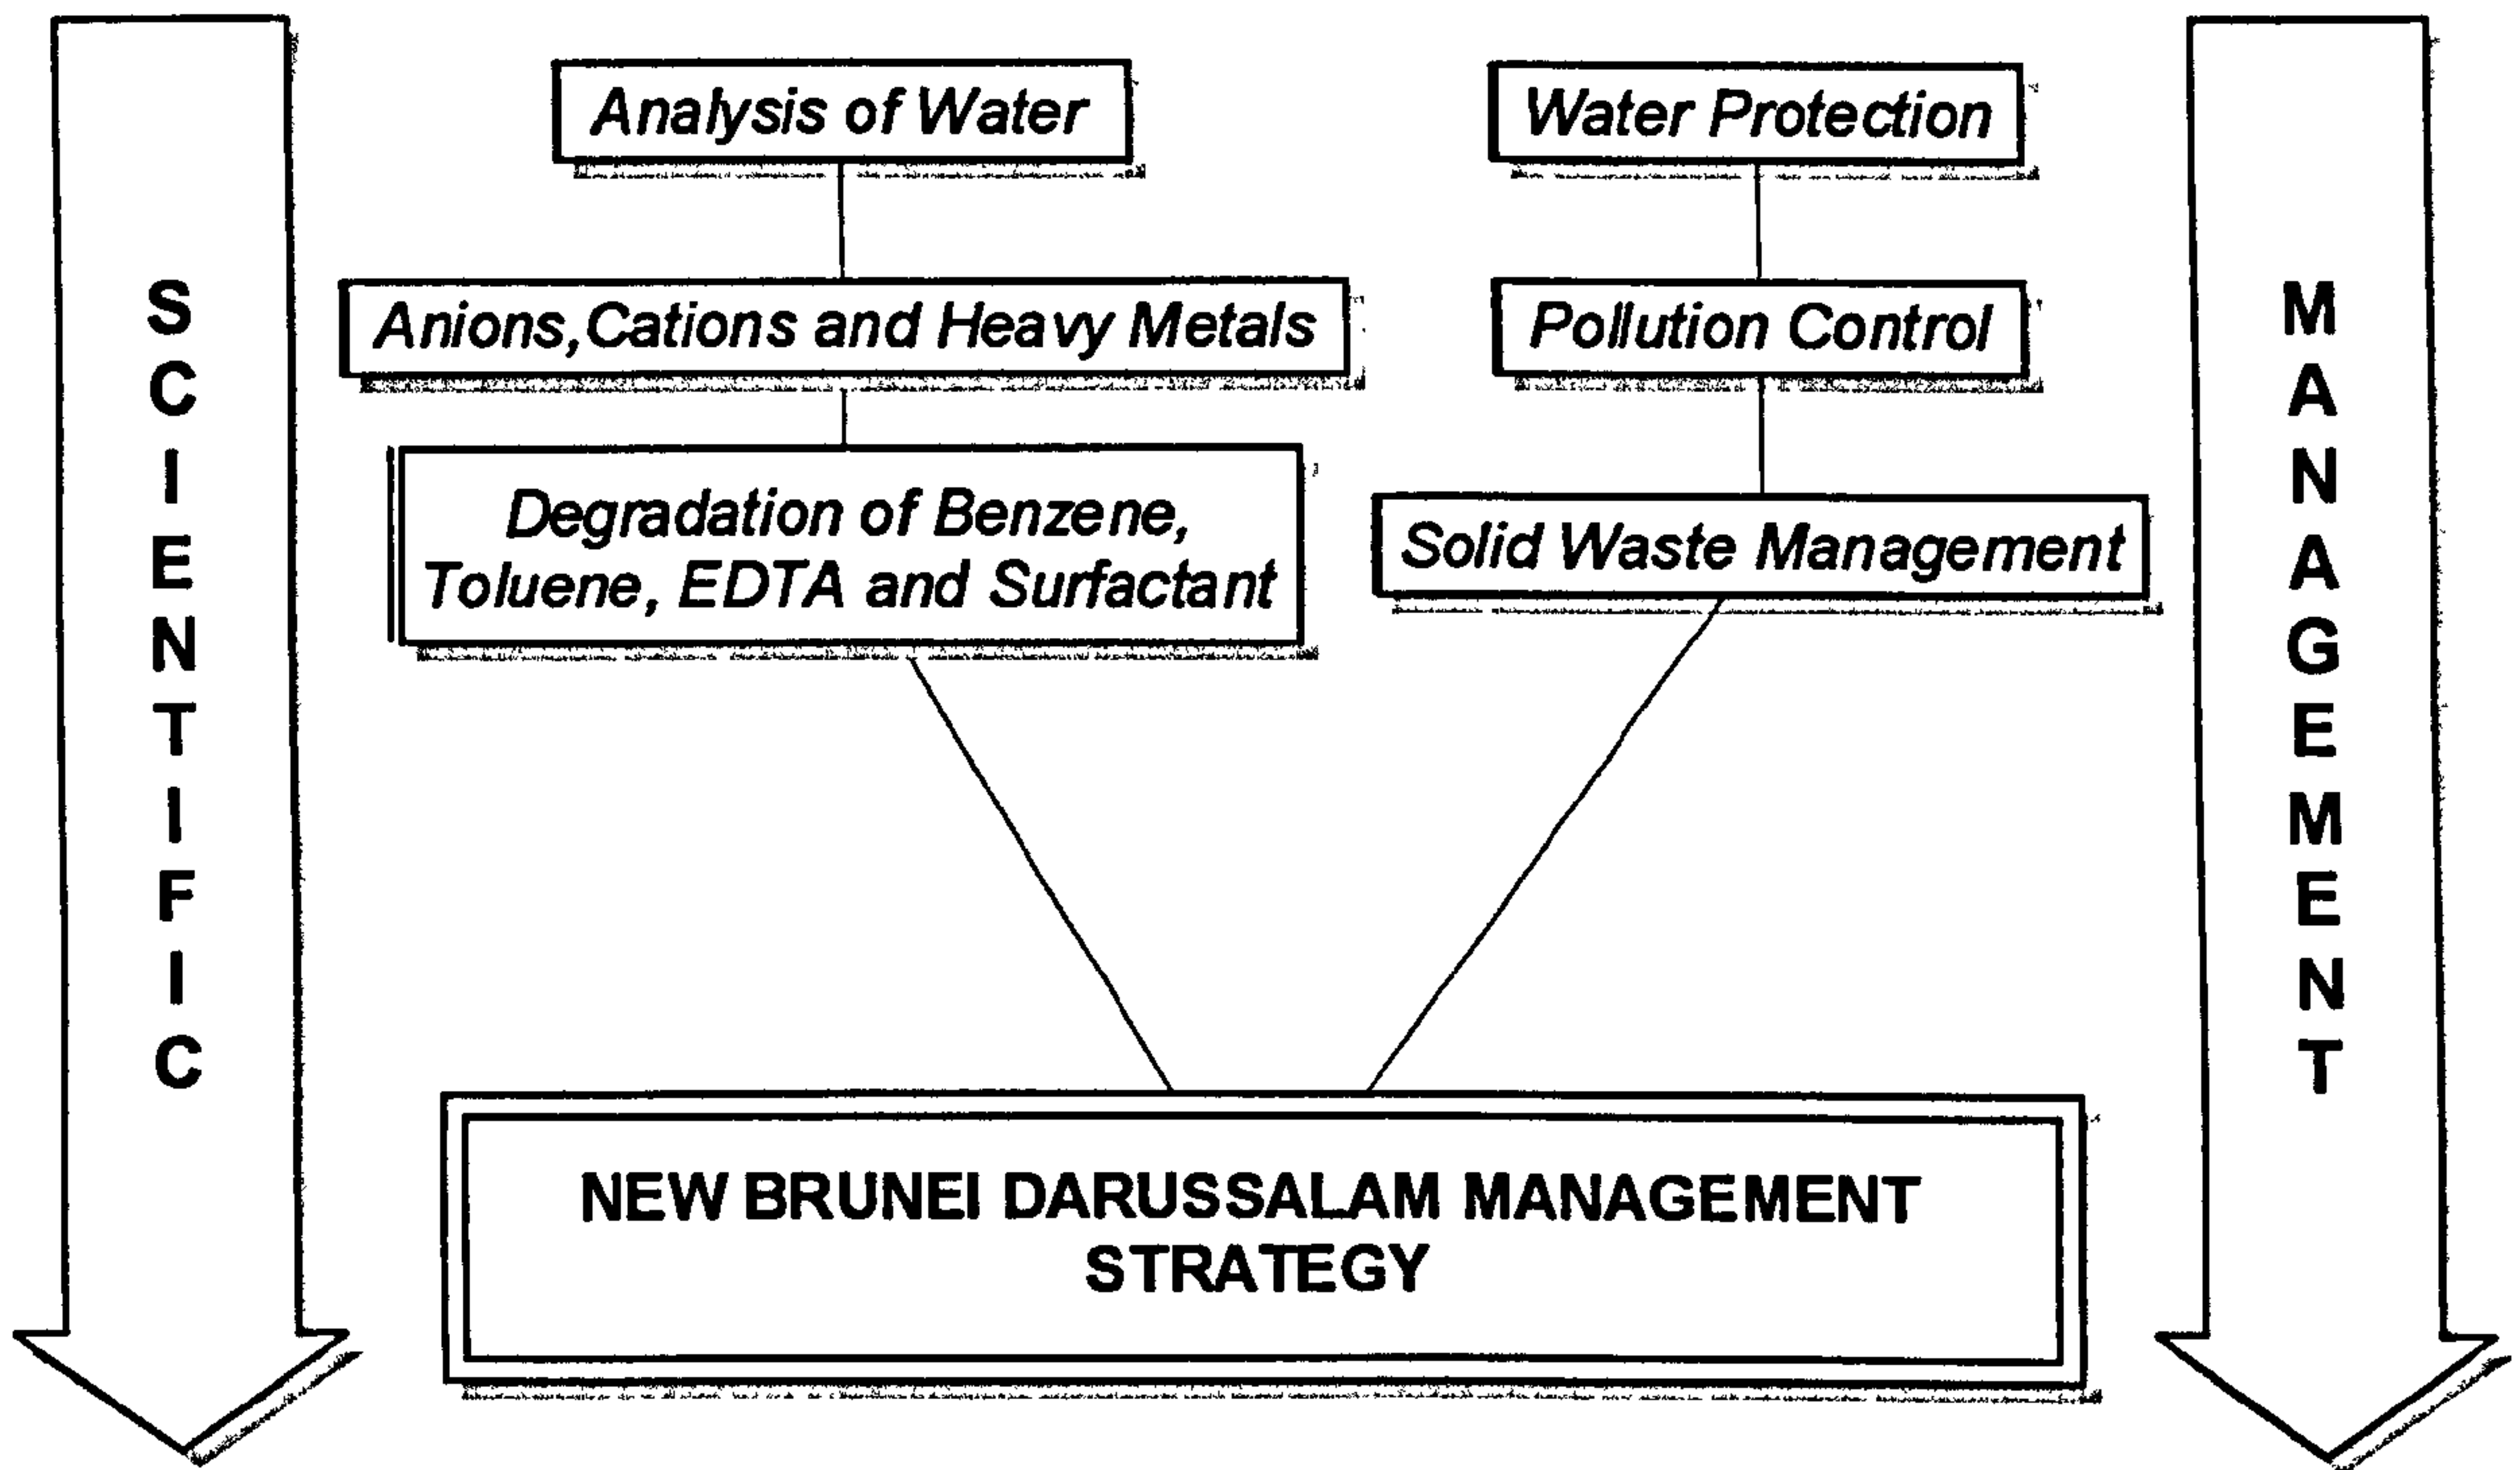 SCIENTIFIC
Analysis of Water
Anions,Cations and Heavy Metals
Degradation of Benzene,
Toluene, EDTA and Surfactant
Water Protection
Pollution Control
Solid Waste Management
MANAGEMENT
NEW BRUNEI DARUSSALAM MANAGEMENT
STRATEGY